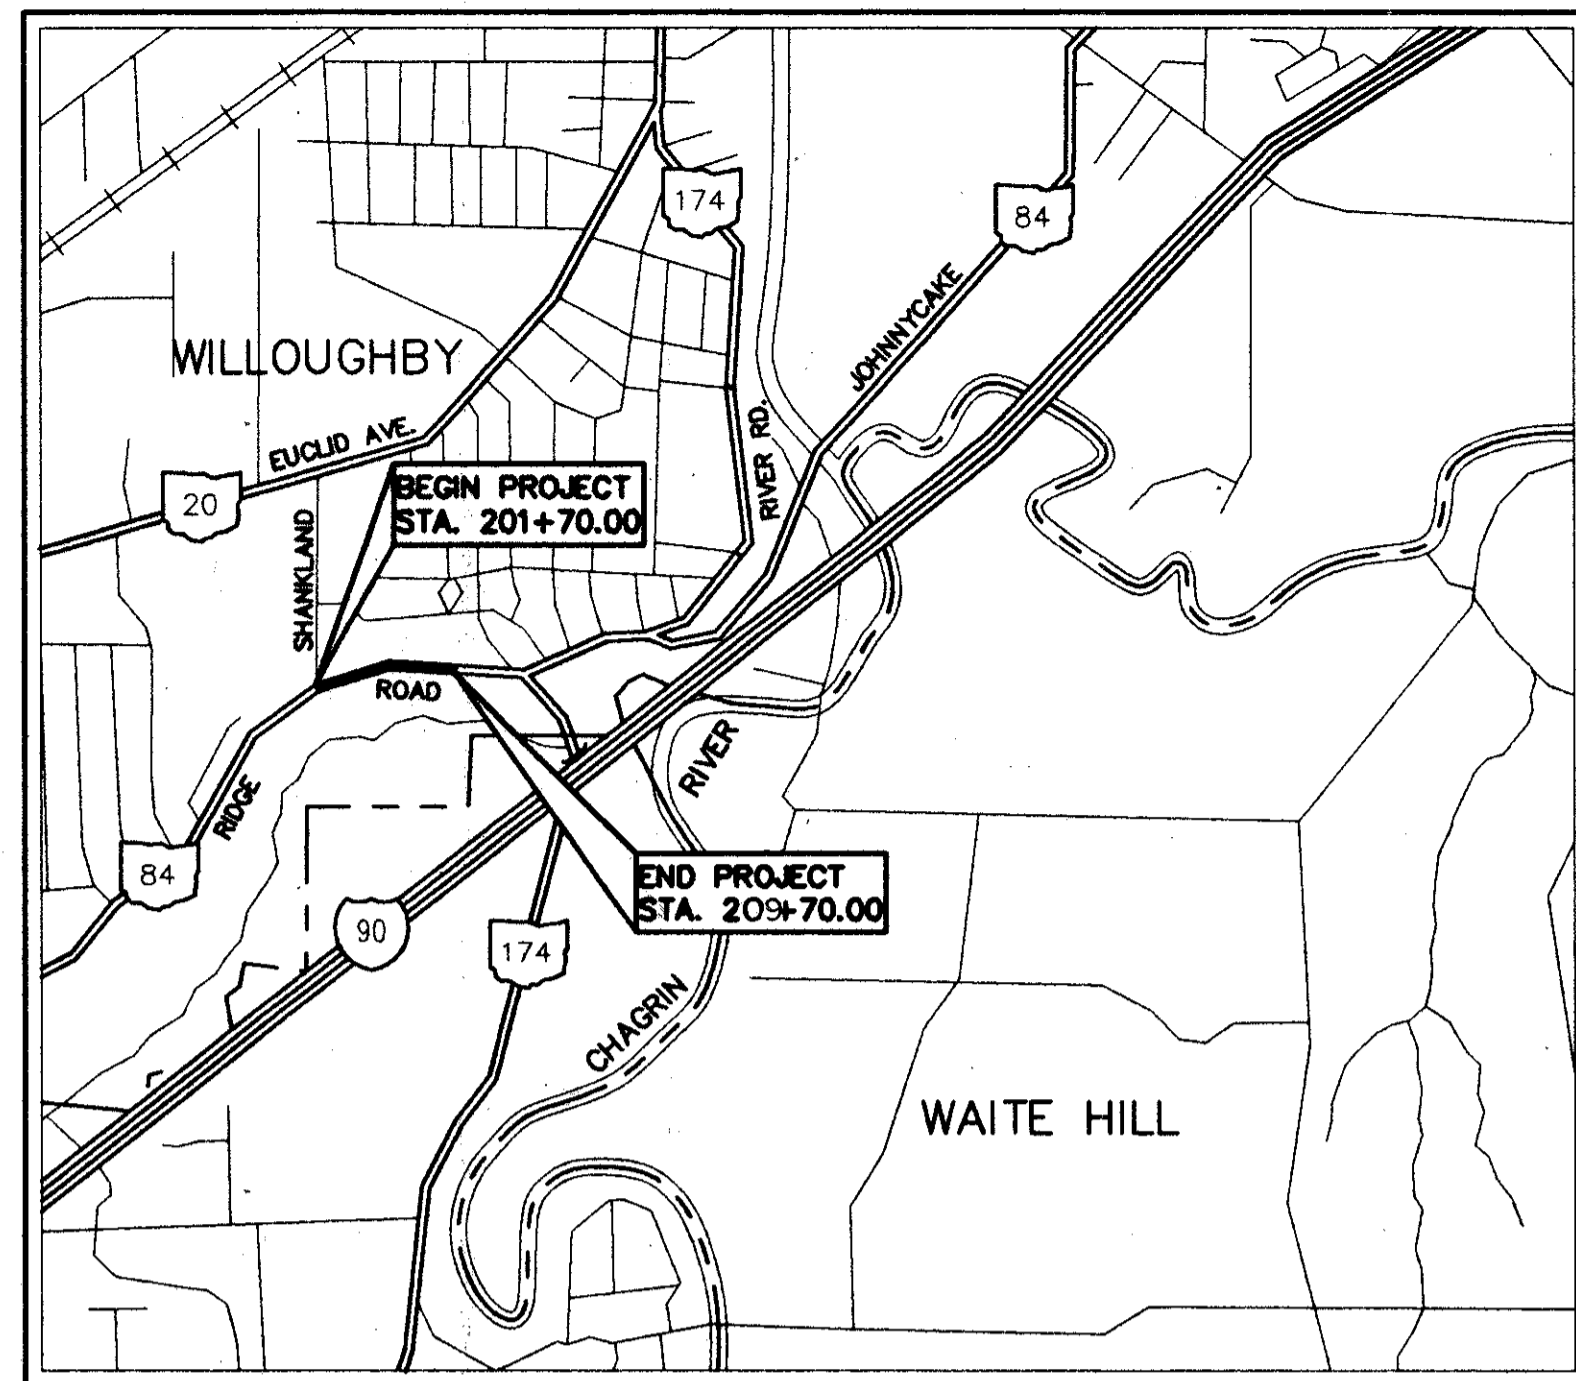 174
84
JOHNNYCAKE
WILLOUGHBY
EUCLID AVE.
RIVER RD.
20
BEGIN PROJECT
STA. 201+70.00
SHANKLAND
ROAD
RIVER
RIDGE
84
END PROJECT
STA. 209+70.00
90
174
CHAGRIN
WAITE HILL